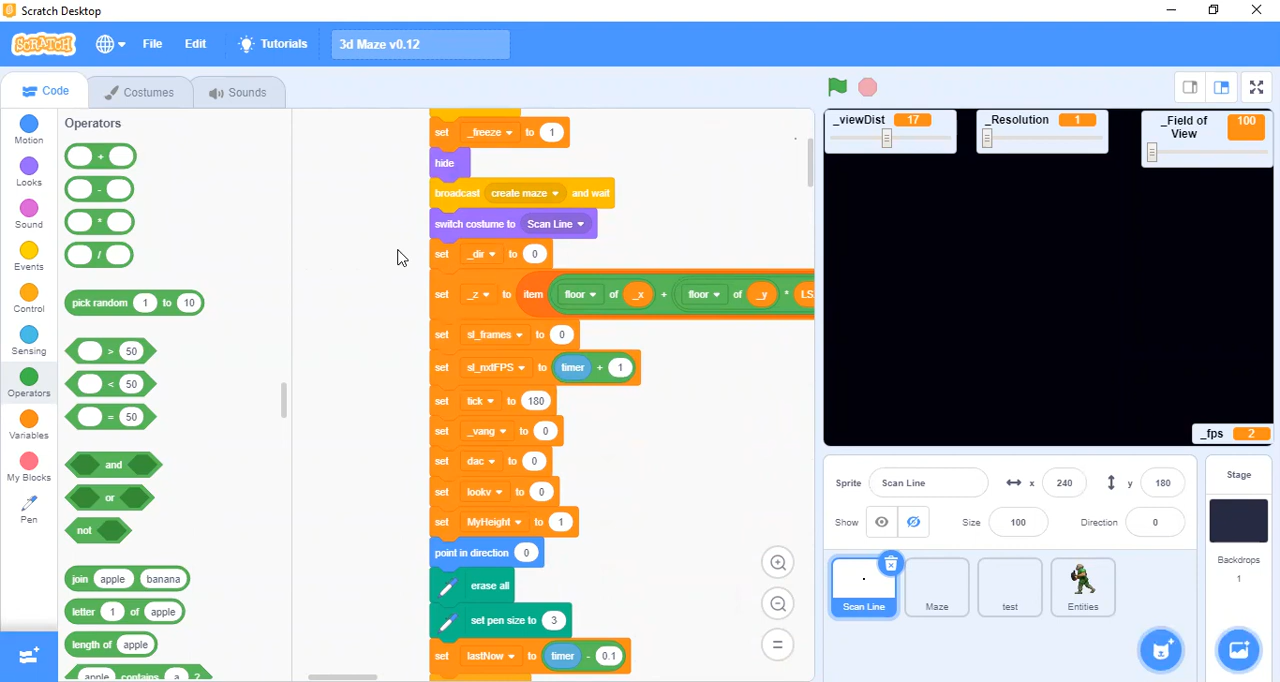 Scratch Desktop
SCRATCH File Edit Tutorials 3d Maze v0.12
Code Costumes Sounds
Motion
Looks
Sound
Events
Control
Sensing
Operators
Variables
My Blocks
Pen
Operators
+
-
*
/
pick random 1 to 10
> 50
< 50
= 50
and
or
not
join apple banana
letter 1 of apple
length of apple
apple contains a ?
set _freeze to 1
hide
broadcast create maze and wait
switch costume to Scan Line
set _dir to 0
set _z to item floor of _x + floor of _y * LS
set sl_frames to 0
set sl_nxtFPS to timer + 1
set tick to 180
set _vang to 0
set dac to 0
set lookv to 0
set MyHeight to 1
point in direction 0
erase all
set pen size to 3
set lastNow to timer - 0.1
_viewDist 17
_Resolution 1
_Field of View 100
_fps 2
Sprite Scan Line x 240 y 180
Show Size 100 Direction 0
Scan Line
Maze
test
Entities
Stage
Backdrops
1